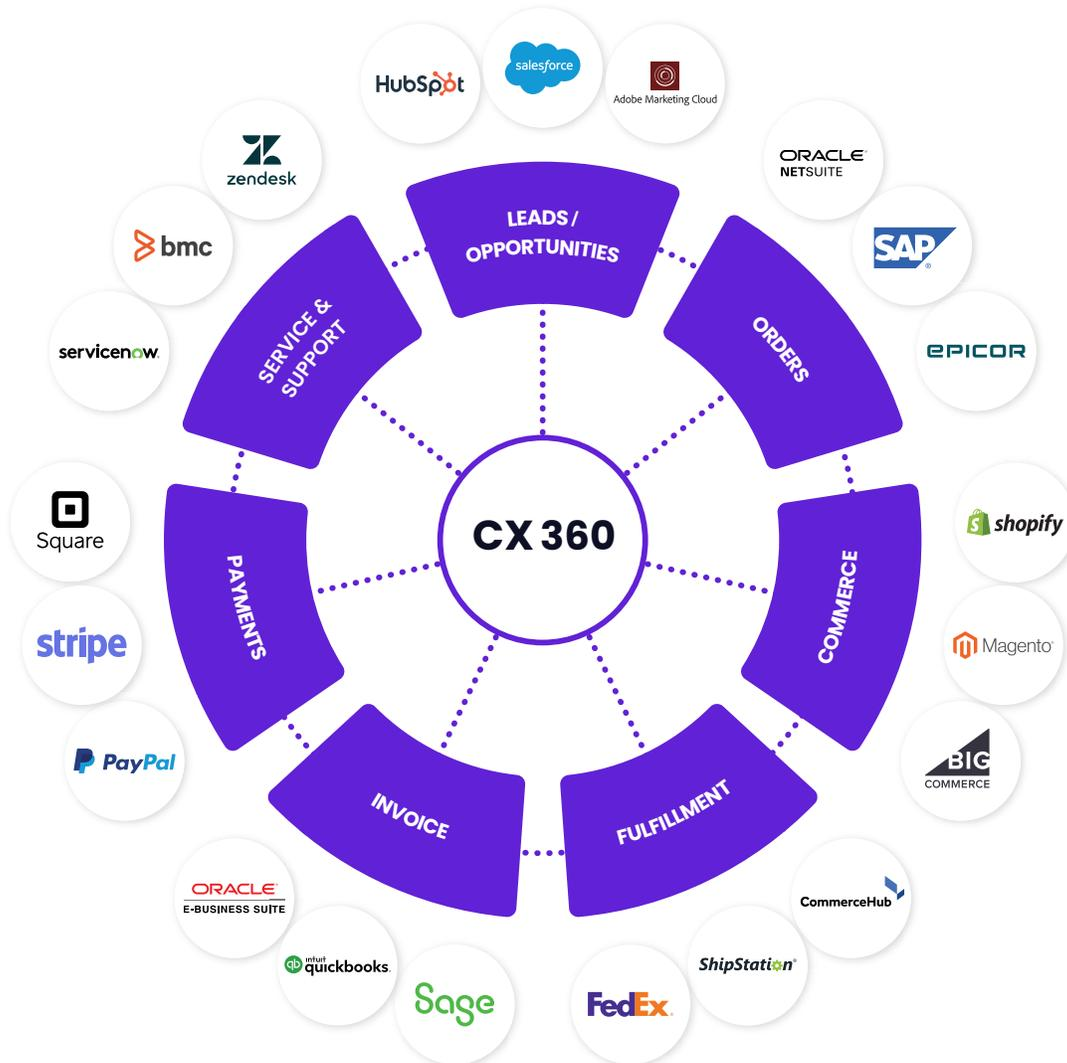 HubSpot
salesforce
Adobe Marketing Cloud
ORACLE
NETSUITE
SAP
®
EPICOR
shopify
Magento®
BIG
COMMERCE
CommerceHub
ShipStation®
FedEx®
Sage
intuit
qb quickbooks.
ORACLE
E-BUSINESS SUITE
PayPal
stripe
Square
servicenow
bmc
zendesk
LEADS /
OPPORTUNITIES
ORDERS
COMMERCE
FULFILLMENT
INVOICE
PAYMENTS
SERVICE &
SUPPORT
CX 360